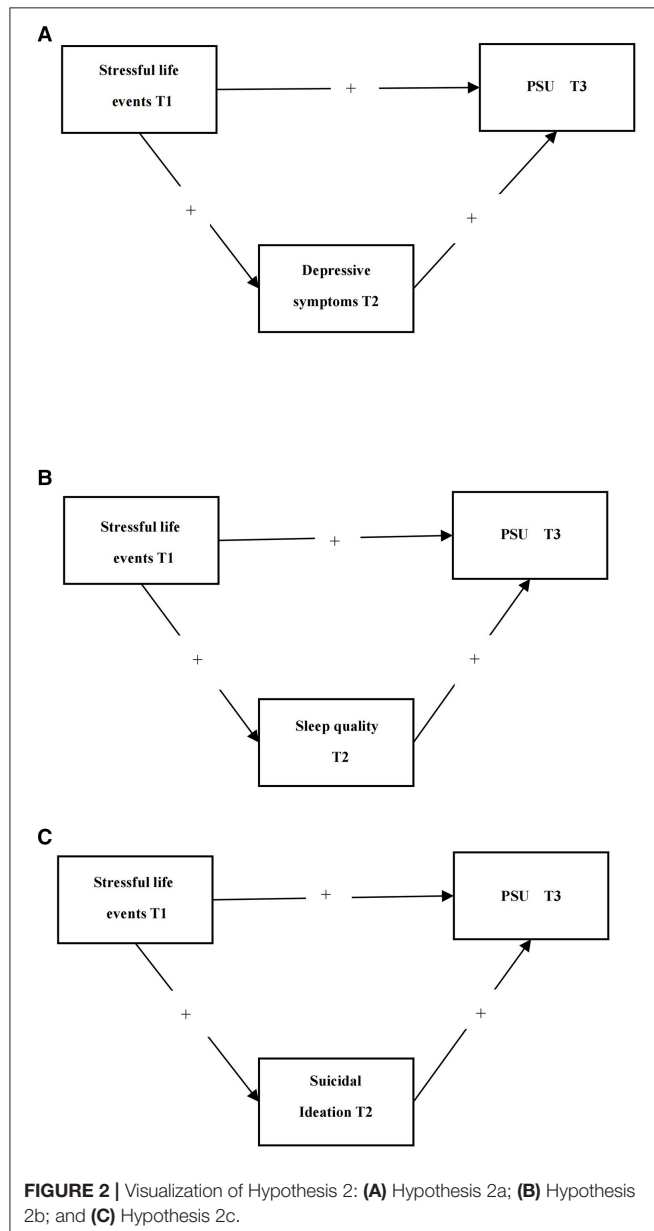 A
Stressful life
events T1
+
PSU T3
+
+
Depressive
symptoms T2
B
Stressful life
events T1
+
PSU T3
+
+
Sleep quality
T2
C
Stressful life
events T1
+
PSU T3
+
+
Suicidal
Ideation T2
FIGURE 2 | Visualization of Hypothesis 2: (A) Hypothesis 2a; (B) Hypothesis
2b; and (C) Hypothesis 2c.